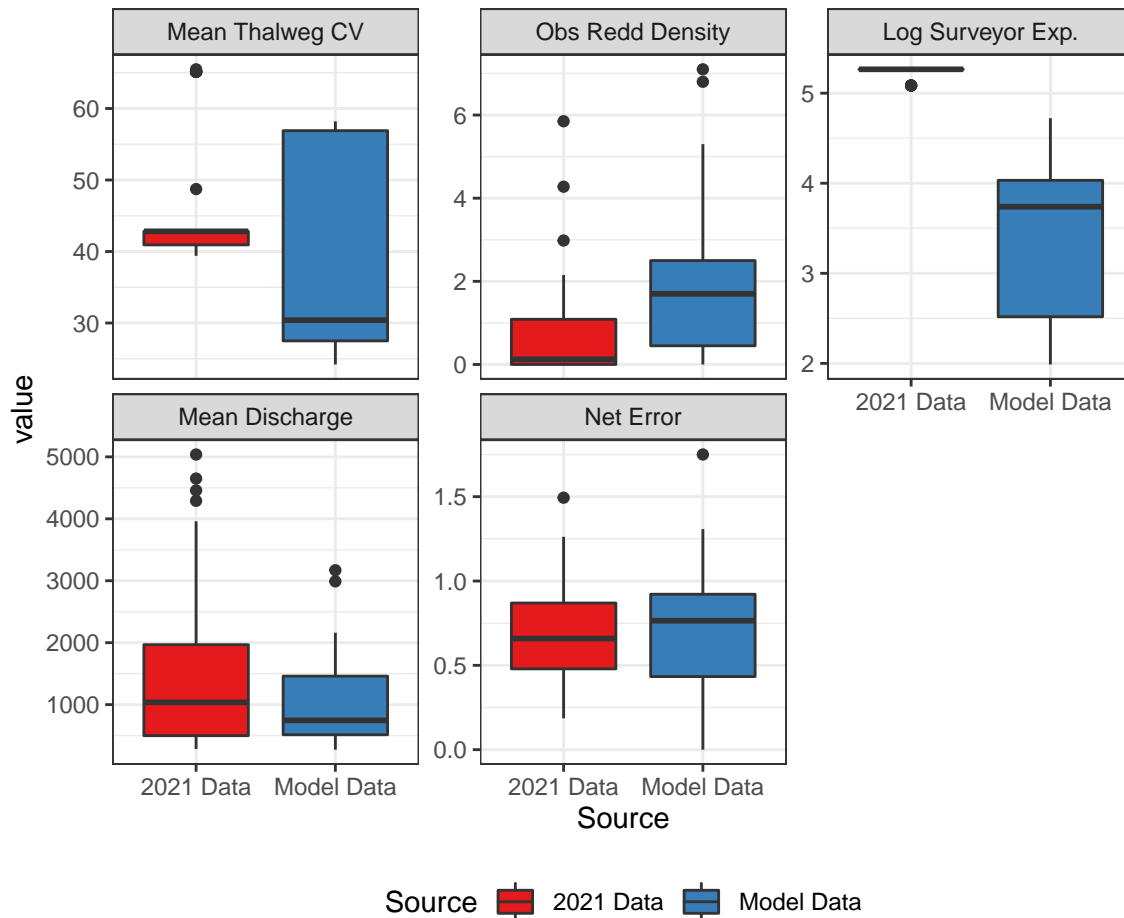 Mean Thalweg CV
Obs Redd Density
Log Surveyor Exp.
60
50
40
30
6
4
2
0
5
4
3
2
2021 Data Model Data
value
Mean Discharge
Net Error
5000
4000
3000
2000
1000
1.5
1.0
0.5
0.0
2021 Data Model Data
2021 Data Model Data
Source
Source 2021 Data Model Data